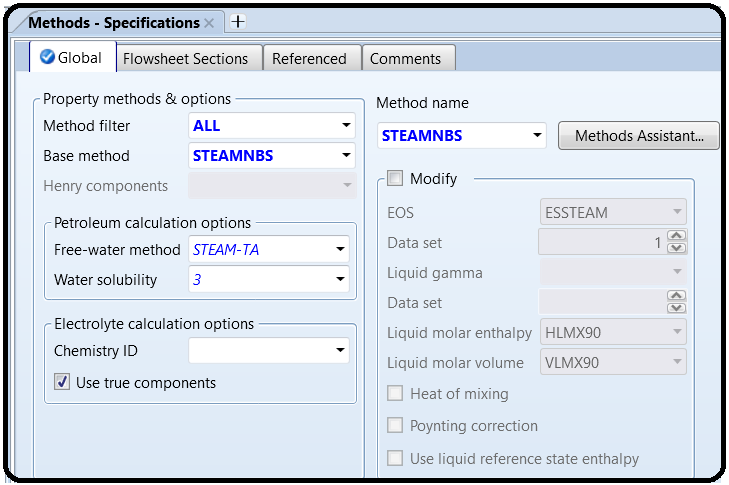 Methods - Specifications × +
Global
Flowsheet Sections
Referenced
Comments
Property methods & options
Method filter ALL
Base method STEAMNBS
Henry components
Petroleum calculation options
Free-water method STEAM-TA
Water solubility 3
Electrolyte calculation options
Chemistry ID
Use true components
Method name
STEAMNBS Methods Assistant...
Modify
EOS ESSTEAM
Data set 1
Liquid gamma
Data set
Liquid molar enthalpy HLMX90
Liquid molar volume VLMX90
Heat of mixing
Poynting correction
Use liquid reference state enthalpy